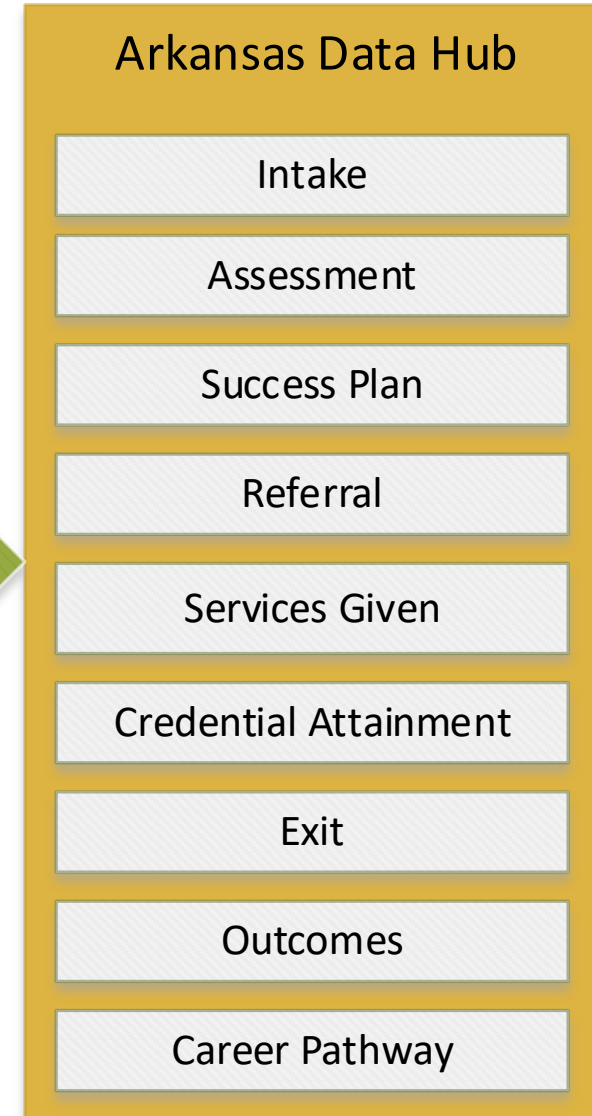 Arkansas Data Hub
Intake
Assessment
Success Plan
Referral
Services Given
Credential Attainment
Exit
Outcomes
Career Pathway